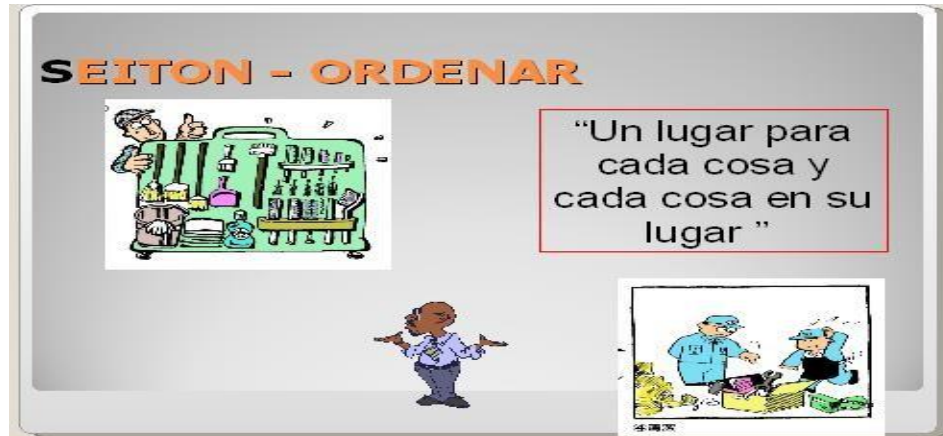 SEITON - ORDENAR
“Un lugar para
cada cosa y
cada cosa en su
lugar ”